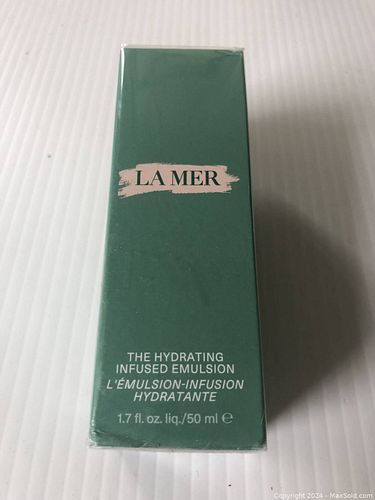 LA MER
THE HYDRATING
INFUSED EMULSION
L'ÉMULSION-INFUSION
HYDRATANTE
1.7 fl. oz. liq./50 ml ℮
Copyright 2024 - MaxSold.com